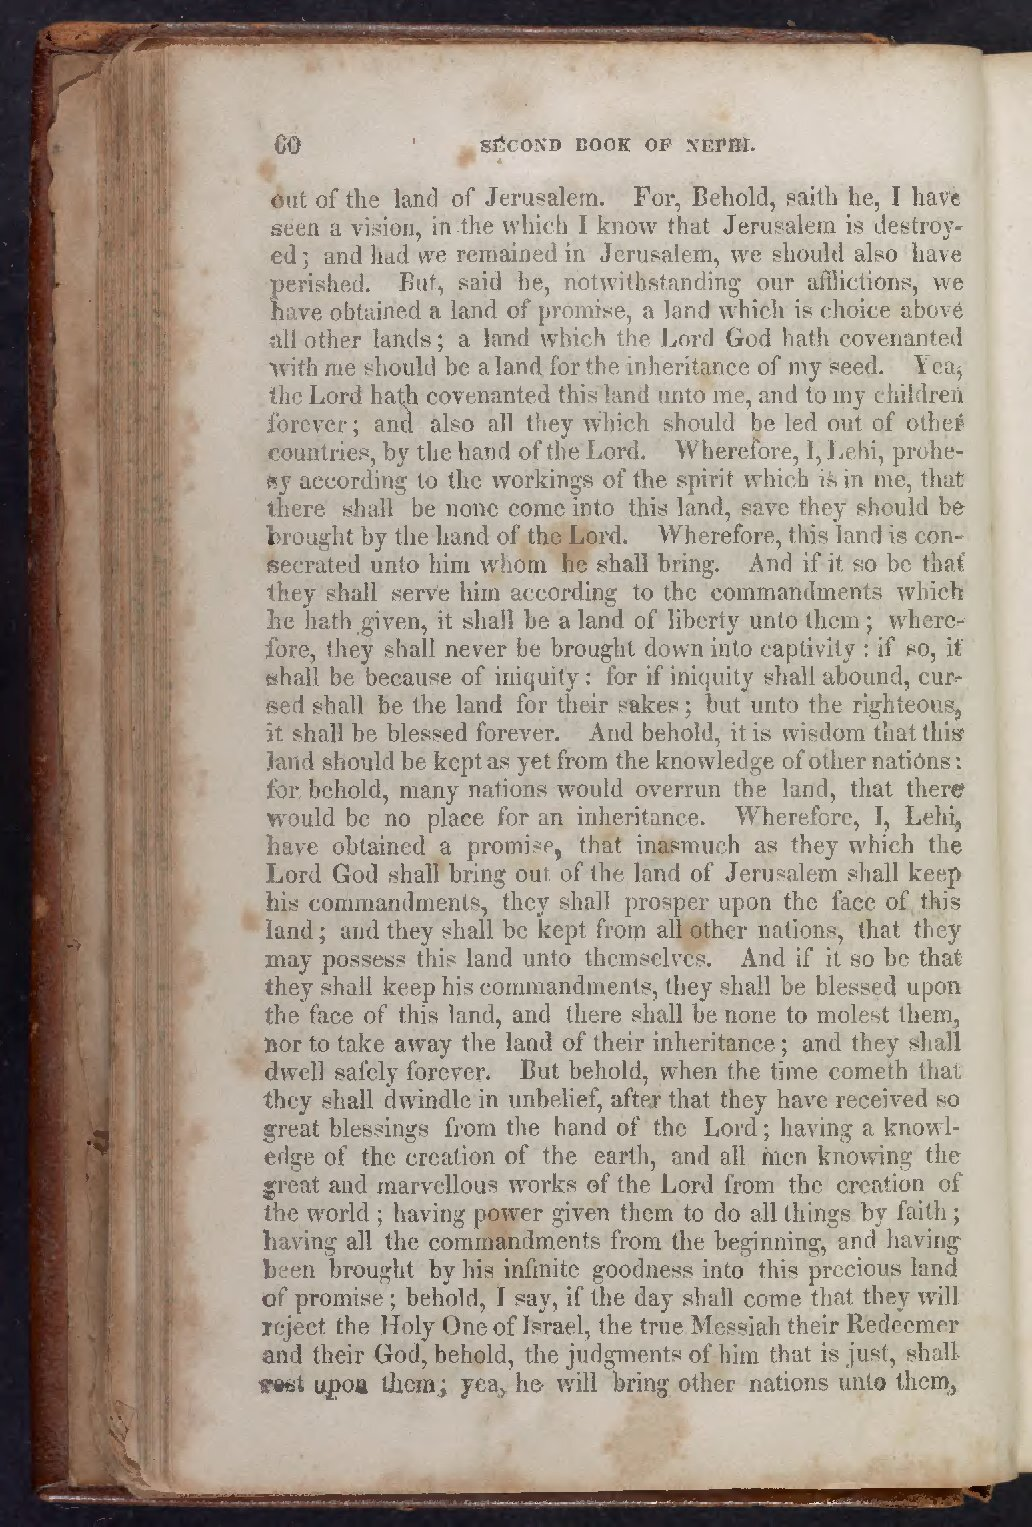 60 SECOND BOOK OF NEPHI.
out of the land of Jerusalem. For, Behold, saith he, I have
seen a vision, in the which I know that Jerusalem is destroy-
ed; and had we remained in Jerusalem, we should also have
perished. But, said he, notwithstanding our afflictions, we
have obtained a land of promise, a land which is choice above
all other lands; a land which the Lord God hath covenanted
with me should be a land for the inheritance of my seed. Yea,
the Lord hath covenanted this land unto me, and to my children
forever; and also all they which should be led out of other
countries, by the hand of the Lord. Wherefore, I, Lehi, prohe-
sy according to the workings of the spirit which is in me, that
there shall be none come into this land, save they should be
brought by the hand of the Lord. Wherefore, this land is con-
secrated unto him whom he shall bring. And if it so be that
they shall serve him according to the commandments which
he hath given, it shall be a land of liberty unto them; where-
fore, they shall never be brought down into captivity: if so, it
shall be because of iniquity: for if iniquity shall abound, cur-
sed shall be the land for their sakes; but unto the righteous,
it shall be blessed forever. And behold, it is wisdom that this
land should be kept as yet from the knowledge of other nations:
for behold, many nations would overrun the land, that there
would be no place for an inheritance. Wherefore, I, Lehi,
have obtained a promise, that inasmuch as they which the
Lord God shall bring out of the land of Jerusalem shall keep
his commandments, they shall prosper upon the face of this
land; and they shall be kept from all other nations, that they
may possess this land unto themselves. And if it so be that
they shall keep his commandments, they shall be blessed upon
the face of this land, and there shall be none to molest them,
nor to take away the land of their inheritance; and they shall
dwell safely forever. But behold, when the time cometh that
they shall dwindle in unbelief, after that they have received so
great blessings from the hand of the Lord; having a knowl-
edge of the creation of the earth, and all men knowing the
great and marvellous works of the Lord from the creation of
the world; having power given them to do all things by faith;
having all the commandments from the beginning, and having
been brought by his infinite goodness into this precious land
of promise; behold, I say, if the day shall come that they will
reject the Holy One of Israel, the true Messiah their Redeemer
and their God, behold, the judgments of him that is just, shall
rest upon them; yea, he will bring other nations unto them,